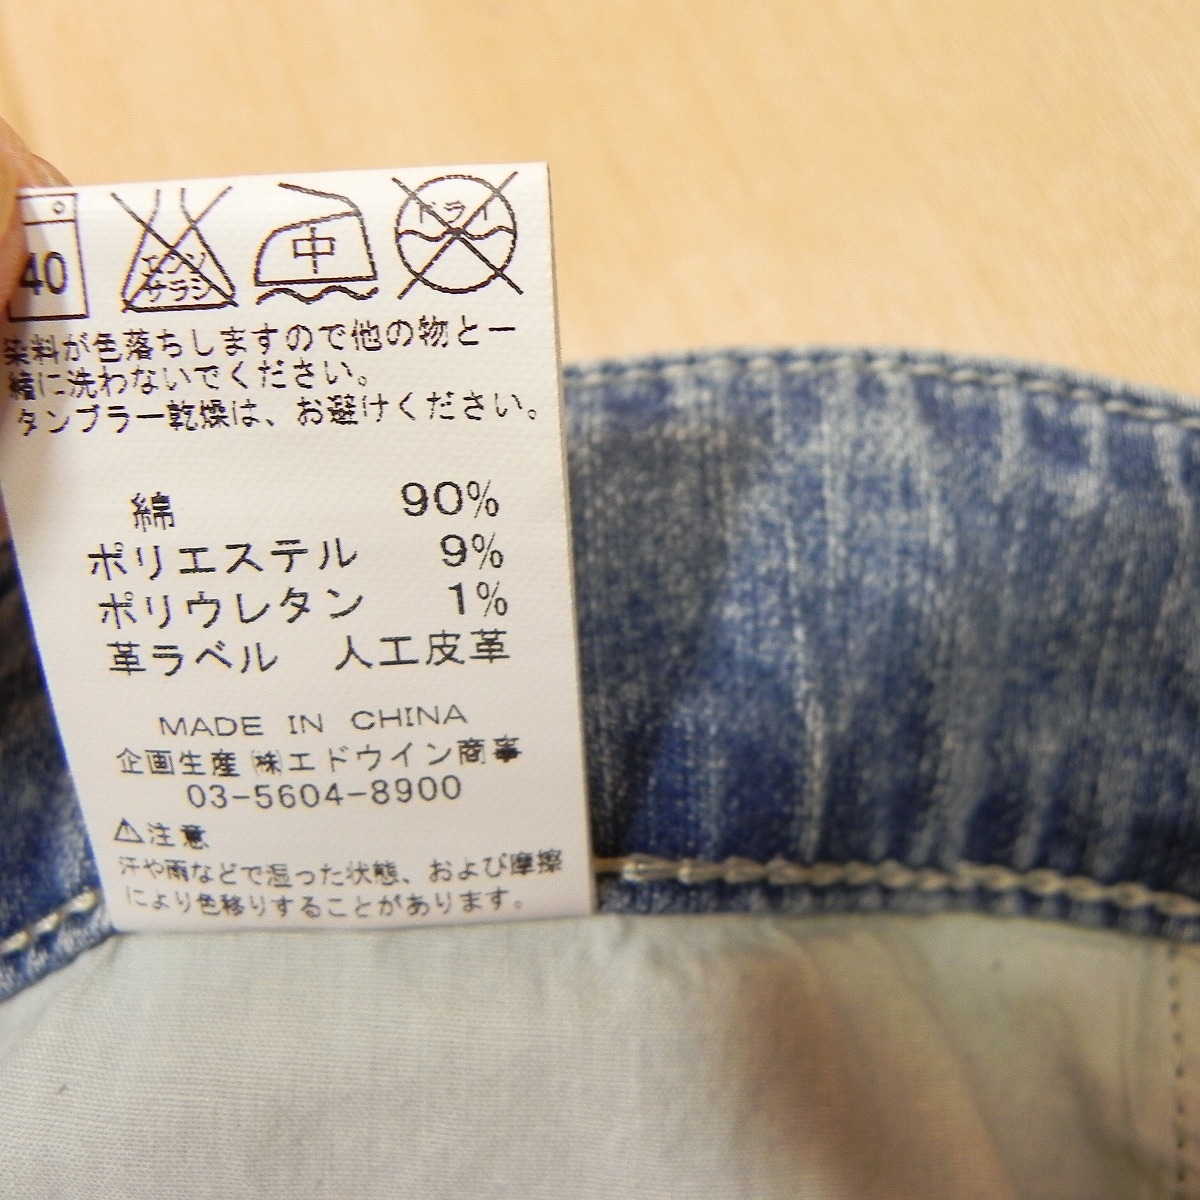 40 エンソ サラシ 中 ドライ
染料が色落ちしますので他の物と一
緒に洗わないでください。
タンブラー乾燥は、お避けください。
綿 90%
ポリエステル 9%
ポリウレタン 1%
革ラベル 人工皮革
MADE IN CHINA
企画生産 ㈱エドウイン商事
03-5604-8900
⚠注意
汗や雨などで湿った状態、および摩擦
により色移りすることがあります。